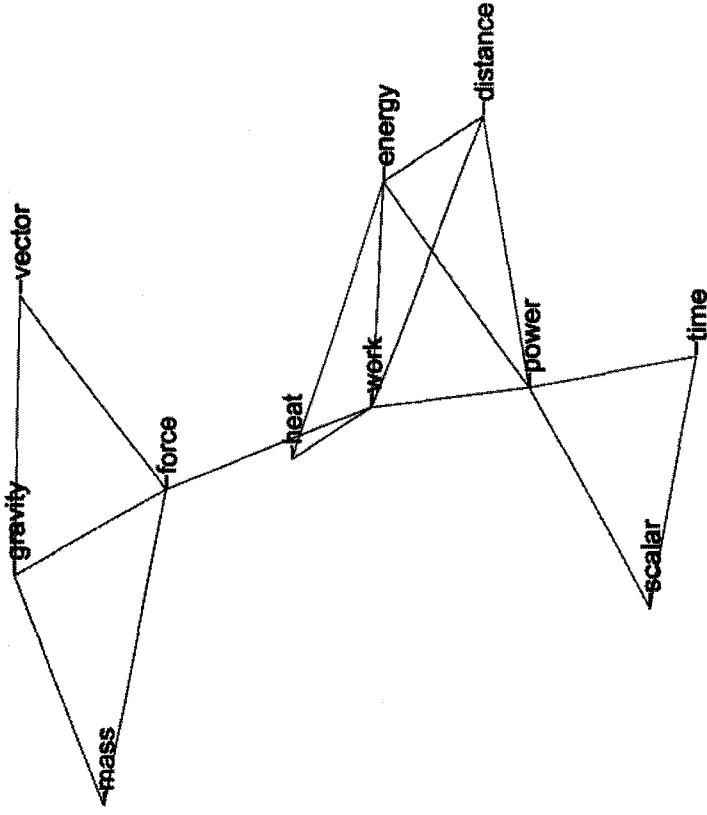 distance
energy
vector
work
power
time
heat
force
gravity
scalar
mass